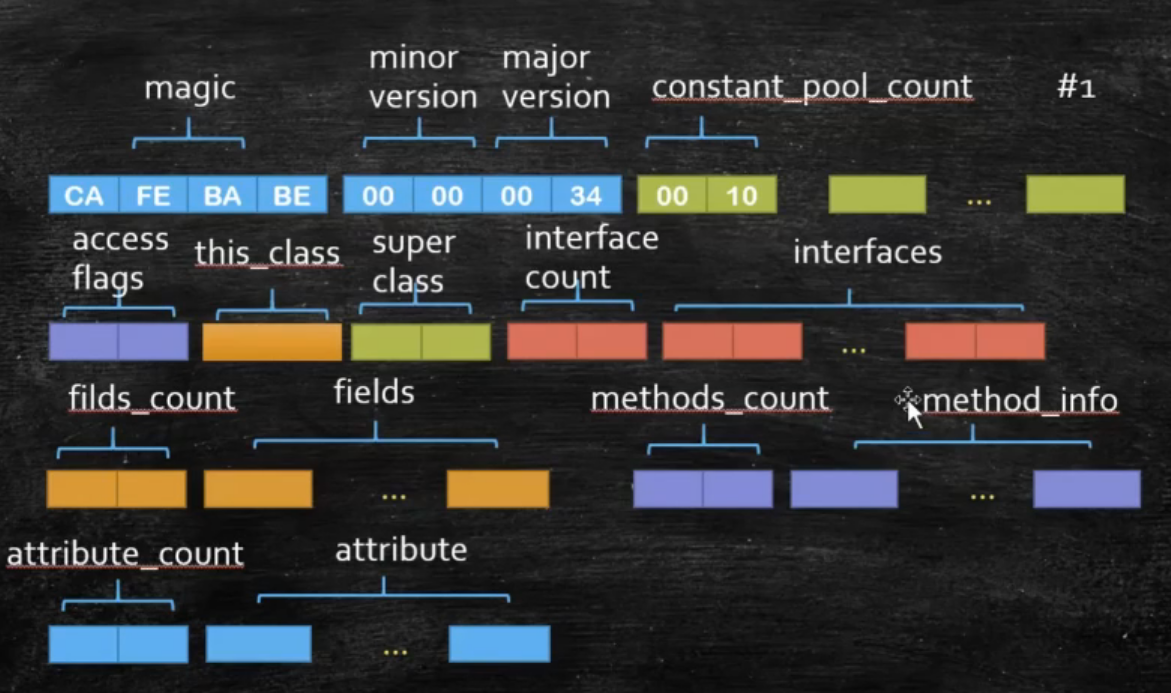 minor major
magic version version constant_pool_count #1
CA FE BA BE 00 00 00 34 00 10 ...
access flags this_class super class interface count interfaces
...
filds_count fields methods_count method_info
... ...
attribute_count attribute
...